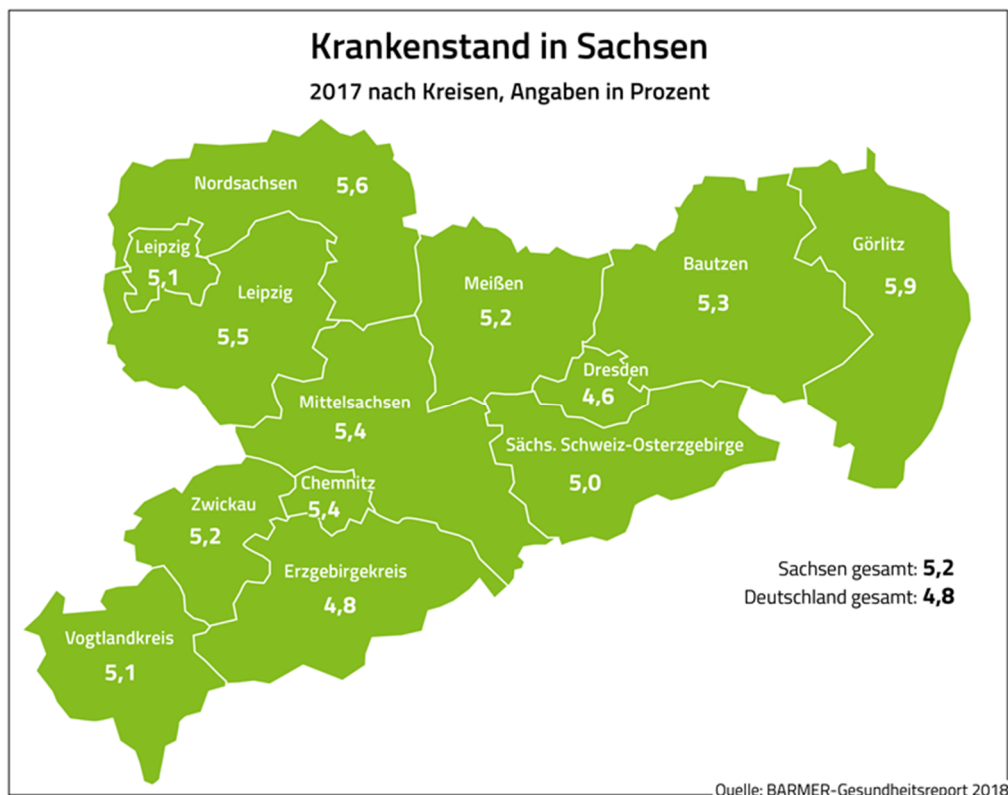 Krankenstand in Sachsen
2017 nach Kreisen, Angaben in Prozent
Nordsachsen 5,6
Leipzig
5,1
Leipzig
5,5
Meißen
5,2
Bautzen
5,3
Görlitz
5,9
Dresden
4,6
Mittelsachsen
5,4
Sächs. Schweiz-Osterzgebirge
5,0
Chemnitz
5,4
Zwickau
5,2
Erzgebirgekreis
4,8
Vogtlandkreis
5,1
Sachsen gesamt: 5,2
Deutschland gesamt: 4,8
Quelle: BARMER-Gesundheitsreport 2018